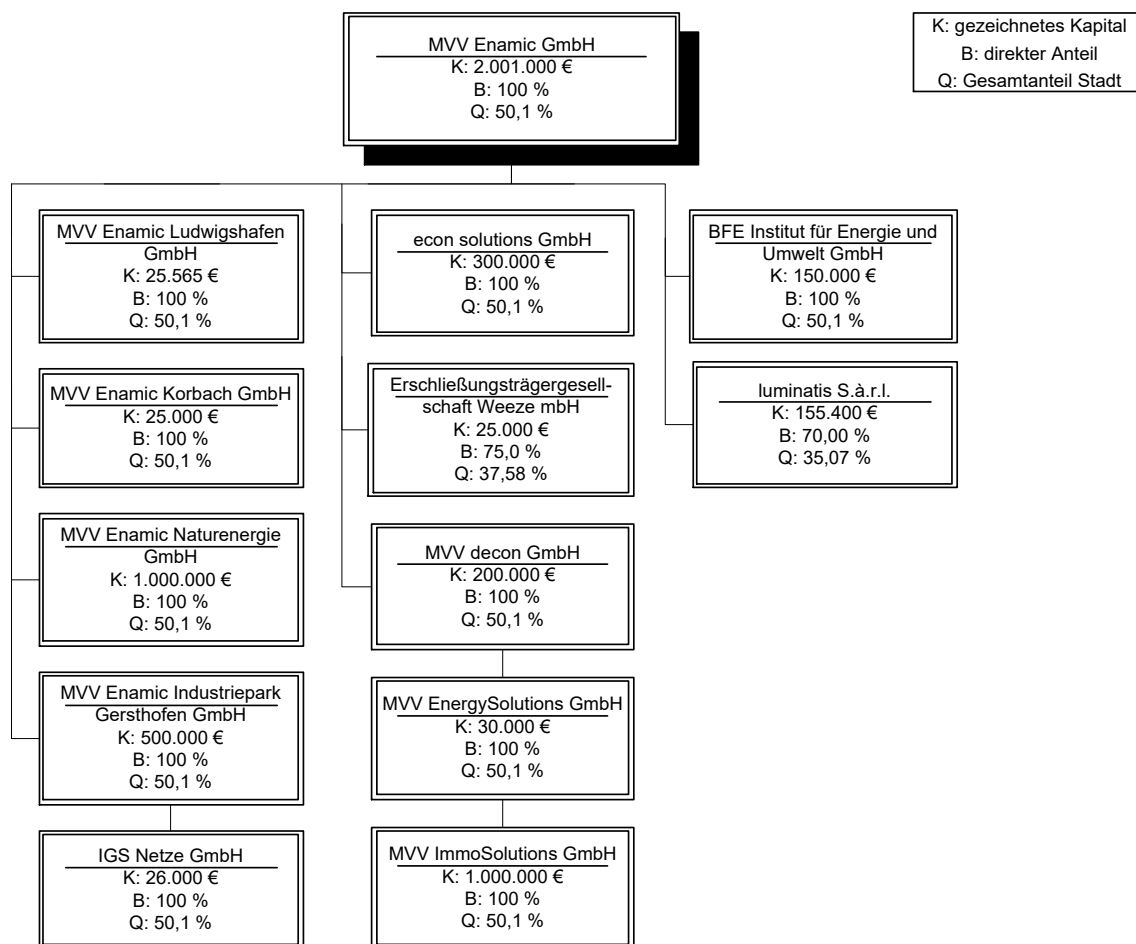 MVV Enamic GmbH
K: 2.001.000 €
B: 100 %
Q: 50,1 %
K: gezeichnetes Kapital
B: direkter Anteil
Q: Gesamtanteil Stadt
MVV Enamic Ludwigshafen
GmbH
K: 25.565 €
B: 100 %
Q: 50,1 %
econ solutions GmbH
K: 300.000 €
B: 100 %
Q: 50,1 %
BFE Institut für Energie und
Umwelt GmbH
K: 150.000 €
B: 100 %
Q: 50,1 %
MVV Enamic Korbach GmbH
K: 25.000 €
B: 100 %
Q: 50,1 %
Erschließungsträgergesell-
schaft Weeze mbH
K: 25.000 €
B: 75,0 %
Q: 37,58 %
luminatis S.à.r.l.
K: 155.400 €
B: 70,00 %
Q: 35,07 %
MVV Enamic Naturenergie
GmbH
K: 1.000.000 €
B: 100 %
Q: 50,1 %
MVV decon GmbH
K: 200.000 €
B: 100 %
Q: 50,1 %
MVV Enamic Industriepark
Gersthofen GmbH
K: 500.000 €
B: 100 %
Q: 50,1 %
MVV EnergySolutions GmbH
K: 30.000 €
B: 100 %
Q: 50,1 %
IGS Netze GmbH
K: 26.000 €
B: 100 %
Q: 50,1 %
MVV ImmoSolutions GmbH
K: 1.000.000 €
B: 100 %
Q: 50,1 %